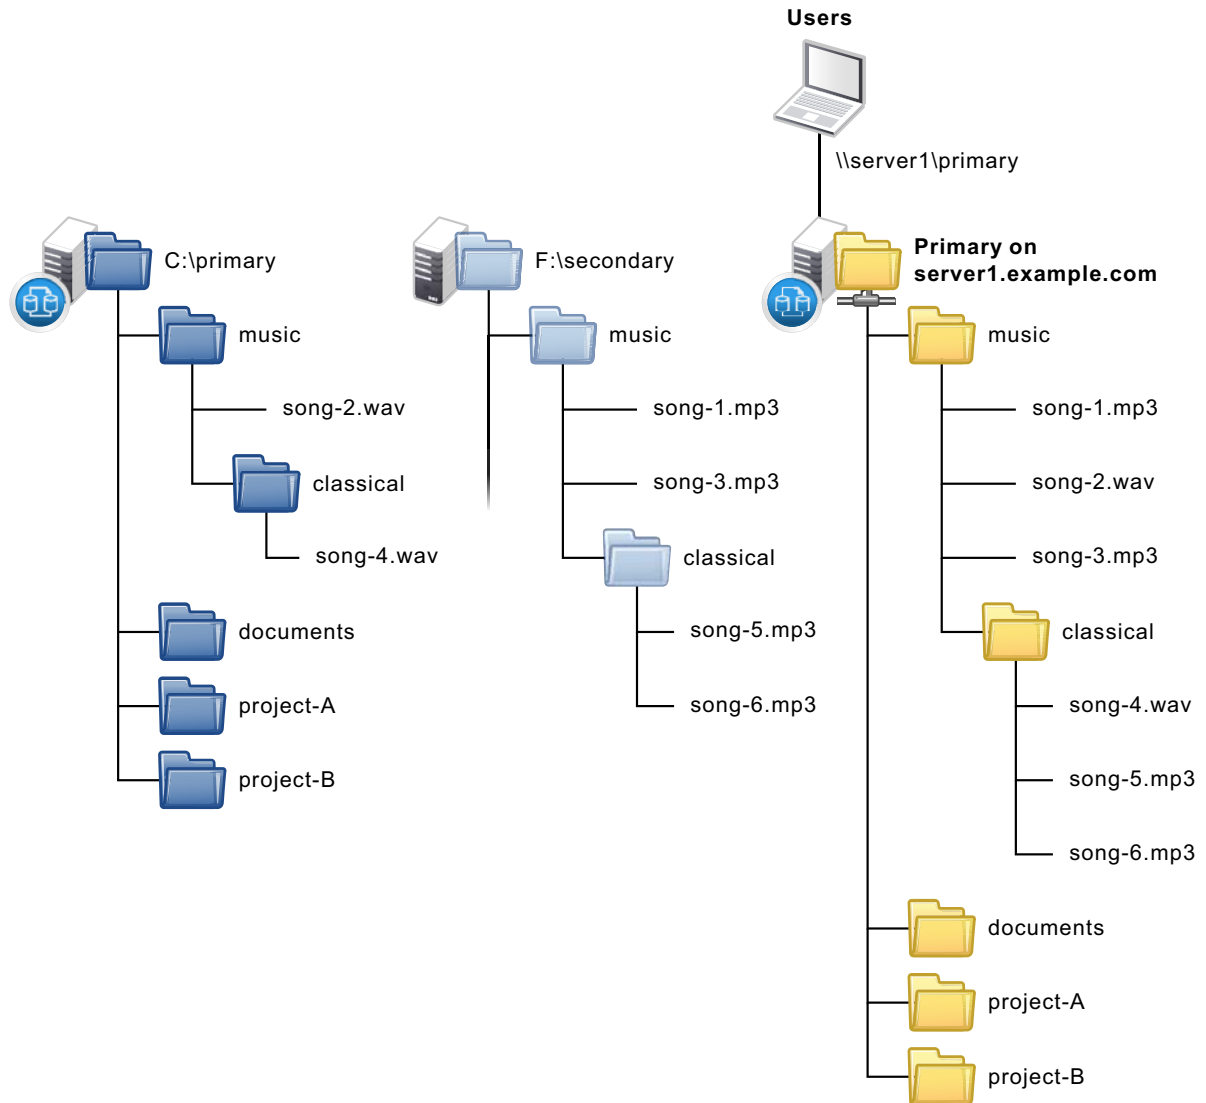 Users
\\server1\primary
C:\primary
music
song-2.wav
classical
song-4.wav
documents
project-A
project-B
F:\secondary
music
song-1.mp3
song-3.mp3
classical
song-5.mp3
song-6.mp3
Primary on
server1.example.com
music
song-1.mp3
song-2.wav
song-3.mp3
classical
song-4.wav
song-5.mp3
song-6.mp3
documents
project-A
project-B